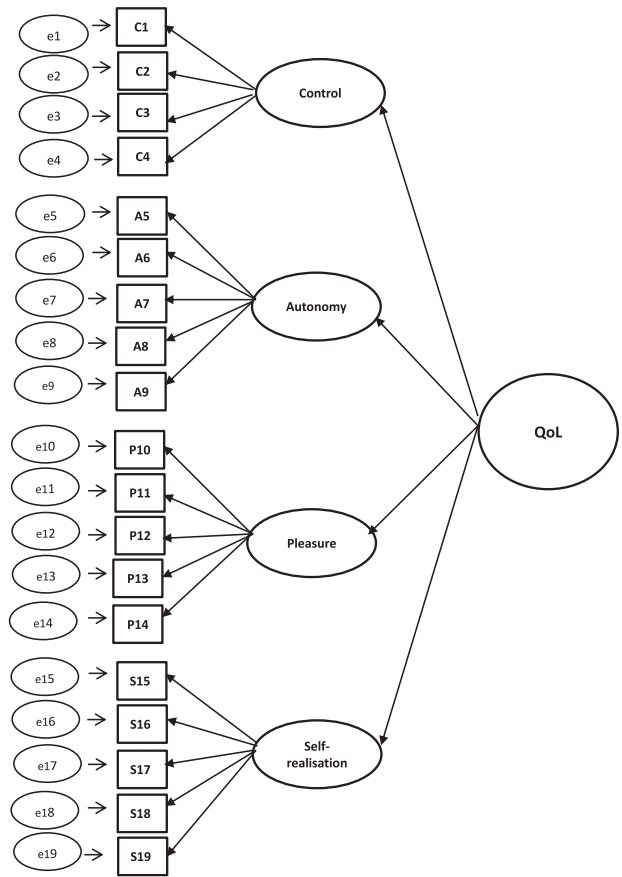 e1
C1
e2
C2
e3
C3
e4
C4
Control
e5
A5
e6
A6
e7
A7
e8
A8
e9
A9
Autonomy
e10
P10
e11
P11
e12
P12
e13
P13
e14
P14
Pleasure
e15
S15
e16
S16
e17
S17
e18
S18
e19
S19
Self-
realisation
QoL